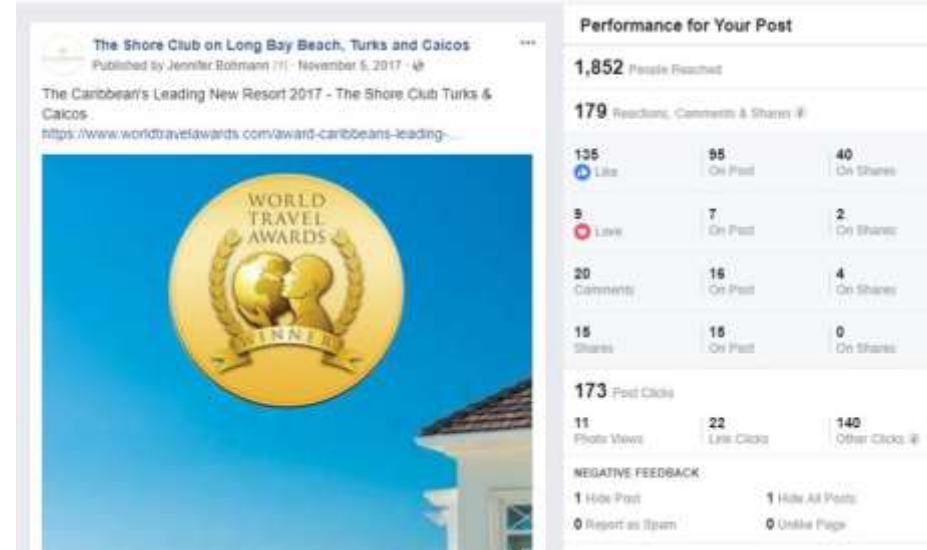 The Shore Club on Long Bay Beach, Turks and Caicos
Published by Jennifer Bohmann [?] · November 5, 2017 ·
The Caribbean's Leading New Resort 2017 - The Shore Club Turks &
Caicos
https://www.worldtravelawards.com/award-caribbeans-leading-...
WORLD
TRAVEL
AWARDS
WINNER
Performance for Your Post
1,852 People Reached
179 Reactions, Comments & Shares
135 95 40
Like On Post On Shares
9 7 2
Love On Post On Shares
20 16 4
Comments On Post On Shares
15 15 0
Shares On Post On Shares
173 Post Clicks
11 22 140
Photo Views Link Clicks Other Clicks
NEGATIVE FEEDBACK
1 Hide Post 1 Hide All Posts
0 Report as Spam 0 Unlike Page